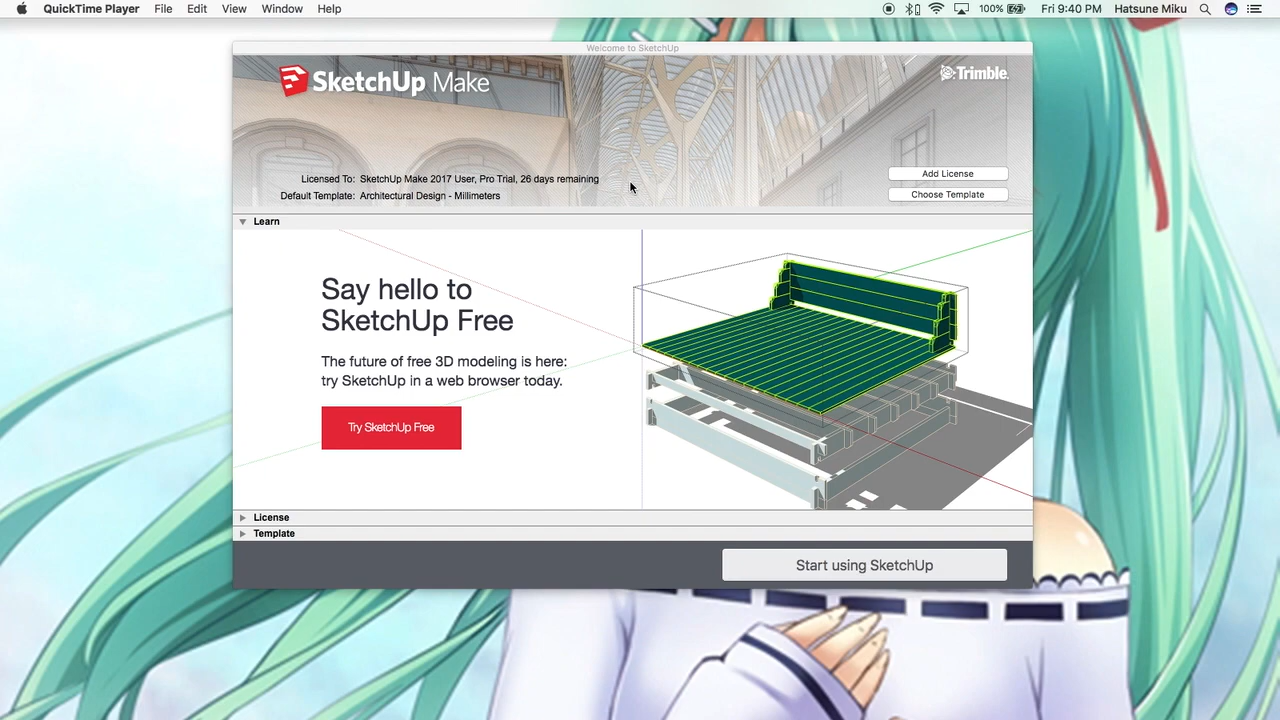 QuickTime Player File Edit View Window Help 100% Fri 9:40 PM Hatsune Miku
Welcome to SketchUp
SketchUp Make
Trimble.
Licensed To: SketchUp Make 2017 User, Pro Trial, 26 days remaining
Add License
Default Template: Architectural Design - Millimeters
Choose Template
Learn
Say hello to
SketchUp Free
The future of free 3D modeling is here:
try SketchUp in a web browser today.
Try SketchUp Free
License
Template
Start using SketchUp